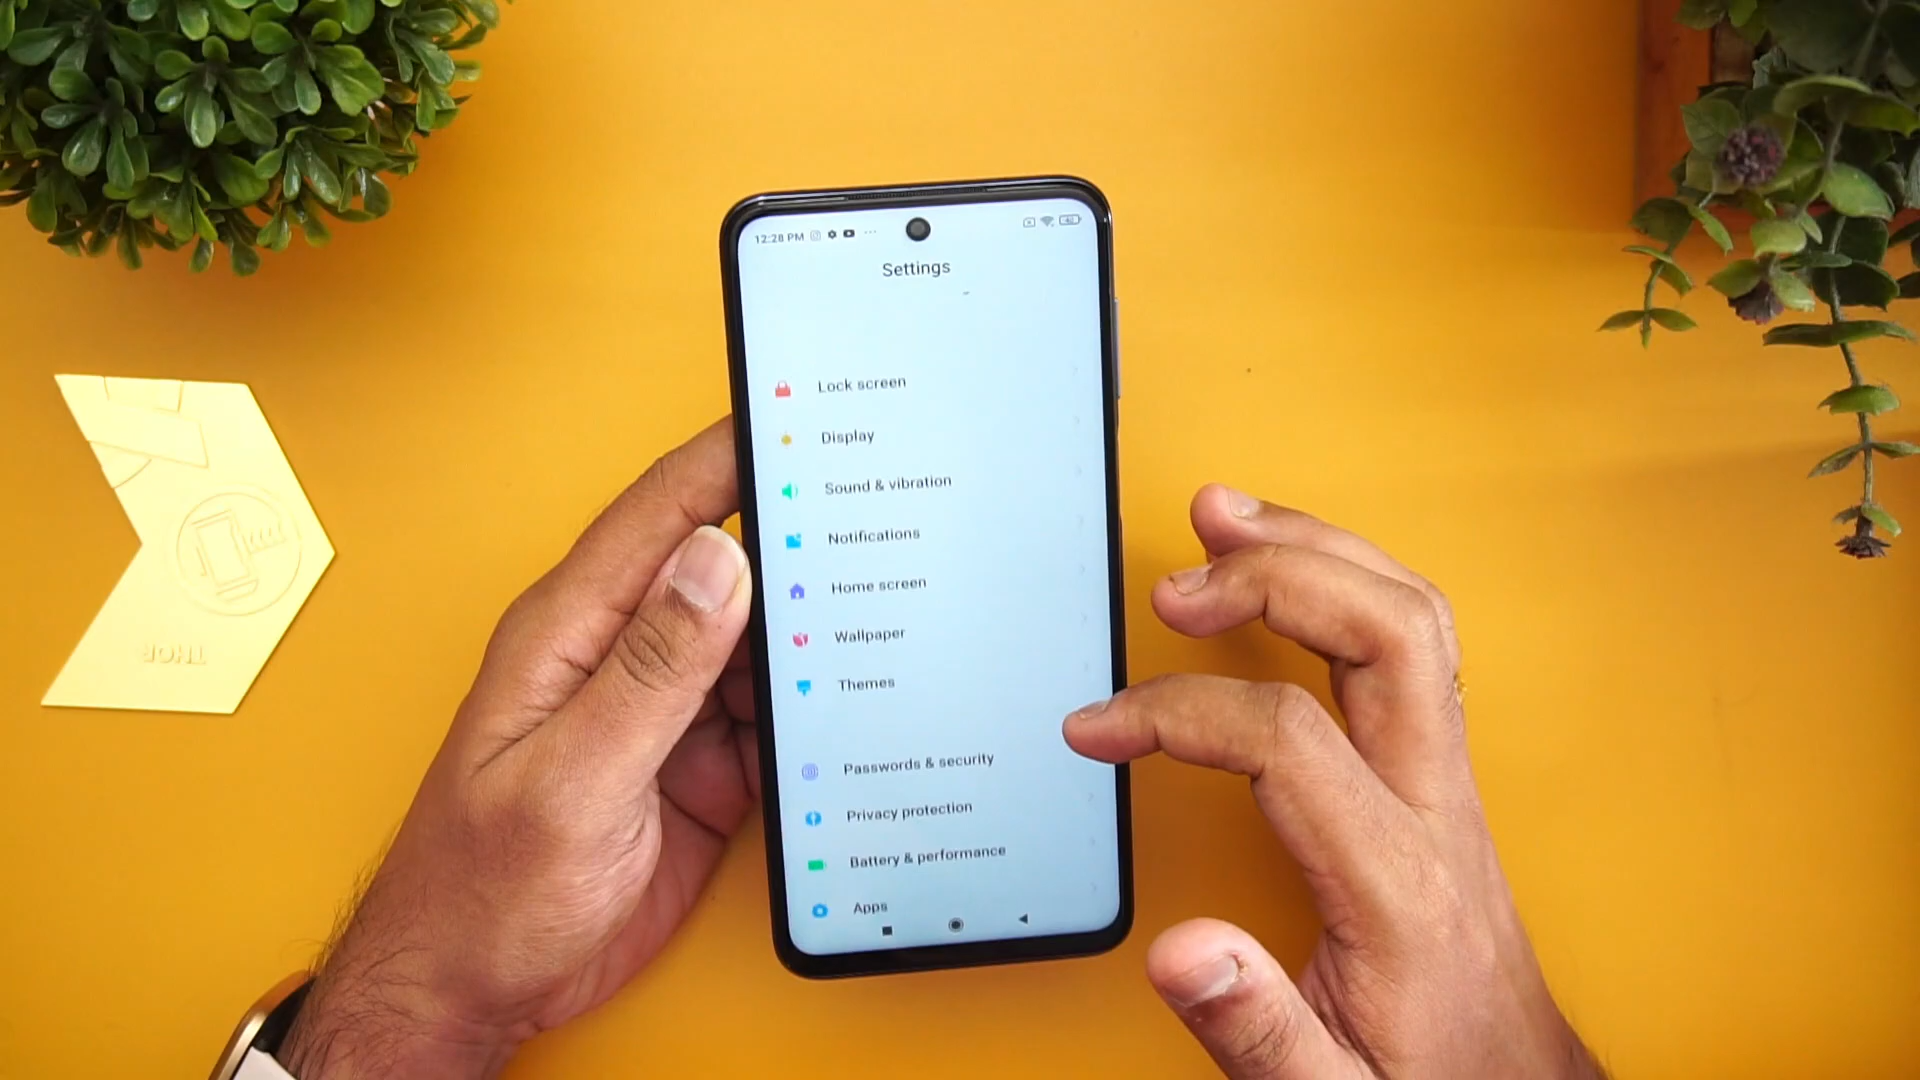 12:28 PM
Settings
Lock screen
Display
Sound & vibration
Notifications
Home screen
Wallpaper
Themes
Passwords & security
Privacy protection
Battery & performance
Apps
THOR